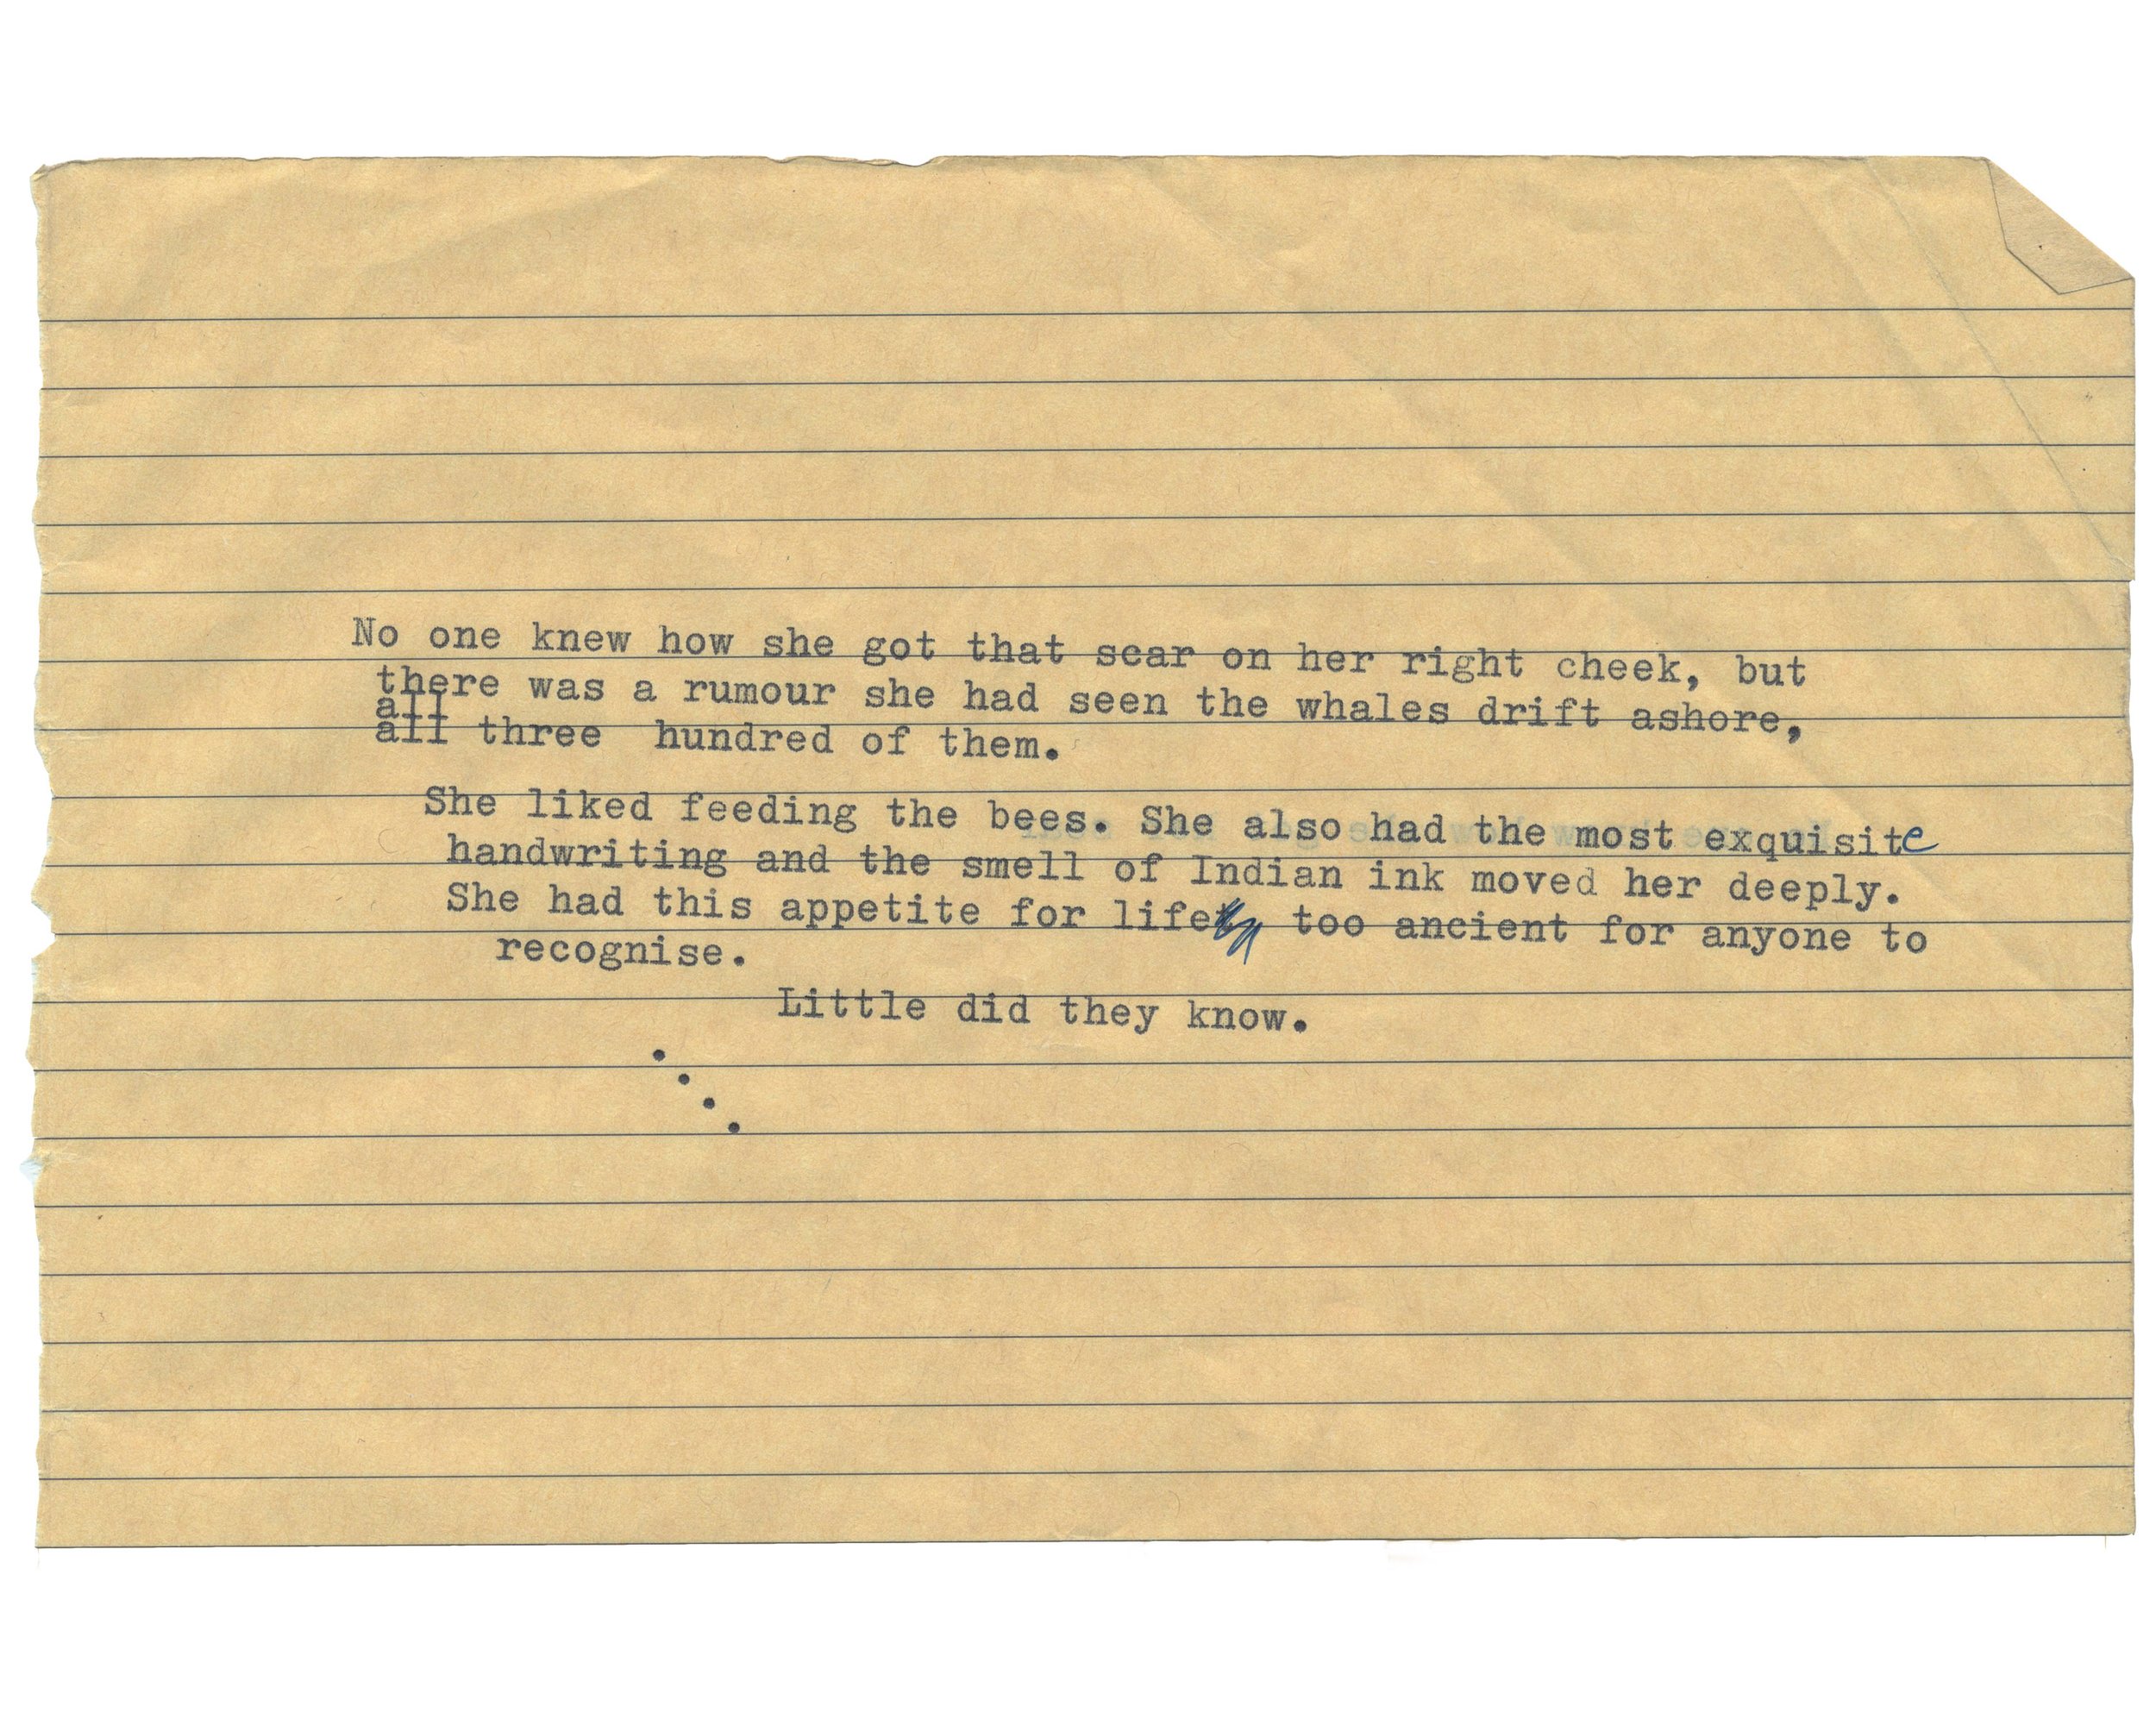 No one knew how she got that scar on her right cheek, but
there was a rumour she had seen the whales drift ashore,
all
all three hundred of them.
She liked feeding the bees. She also had the most exquisite
handwriting and the smell of Indian ink moved her deeply.
She had this appetite for life too ancient for anyone to
recognise.
Little did they know.
.
.
.
.